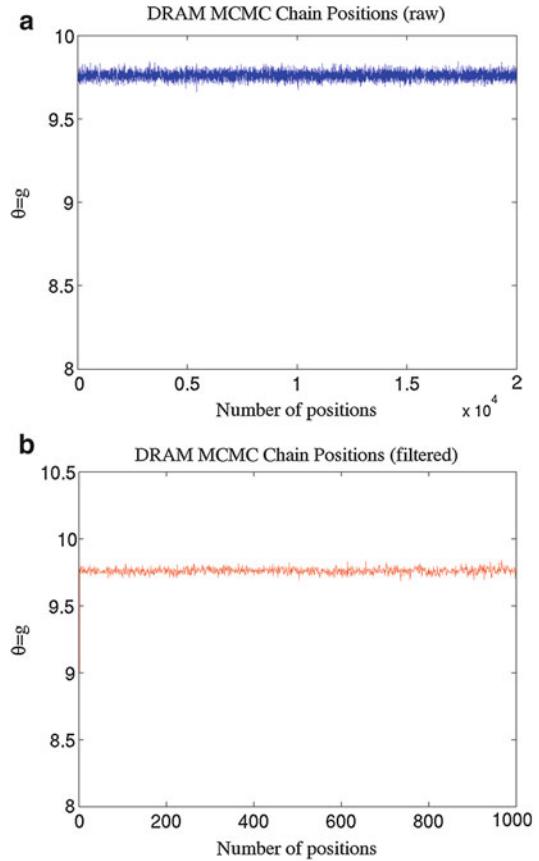 a
DRAM MCMC Chain Positions (raw)
10
9.5
9
8.5
8
θ=g
0 0.5 1 1.5 2
x 10^4
Number of positions
b
DRAM MCMC Chain Positions (filtered)
10.5
10
9.5
9
8.5
8
θ=g
0 200 400 600 800 1000
Number of positions